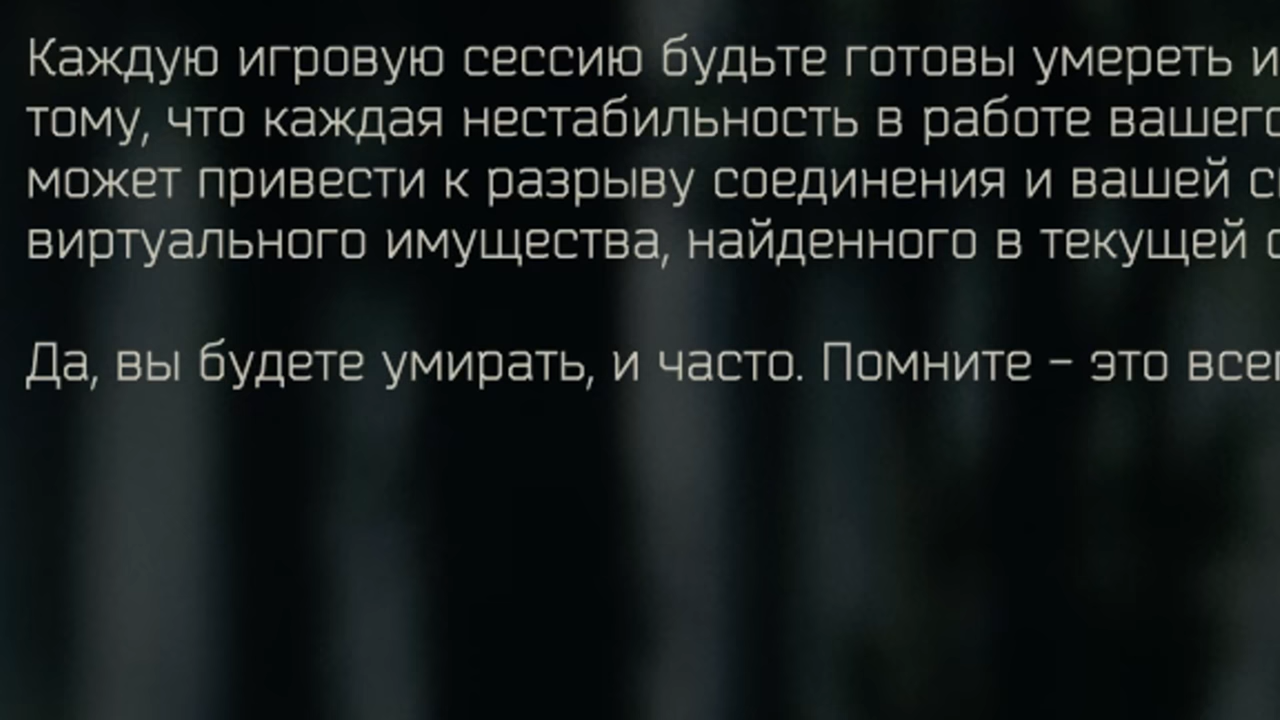 Каждую игровую сессию будьте готовы умереть и
тому, что каждая нестабильность в работе вашего
может привести к разрыву соединения и вашей
виртуального имущества, найденного в текущей
Да, вы будете умирать, и часто. Помните – это